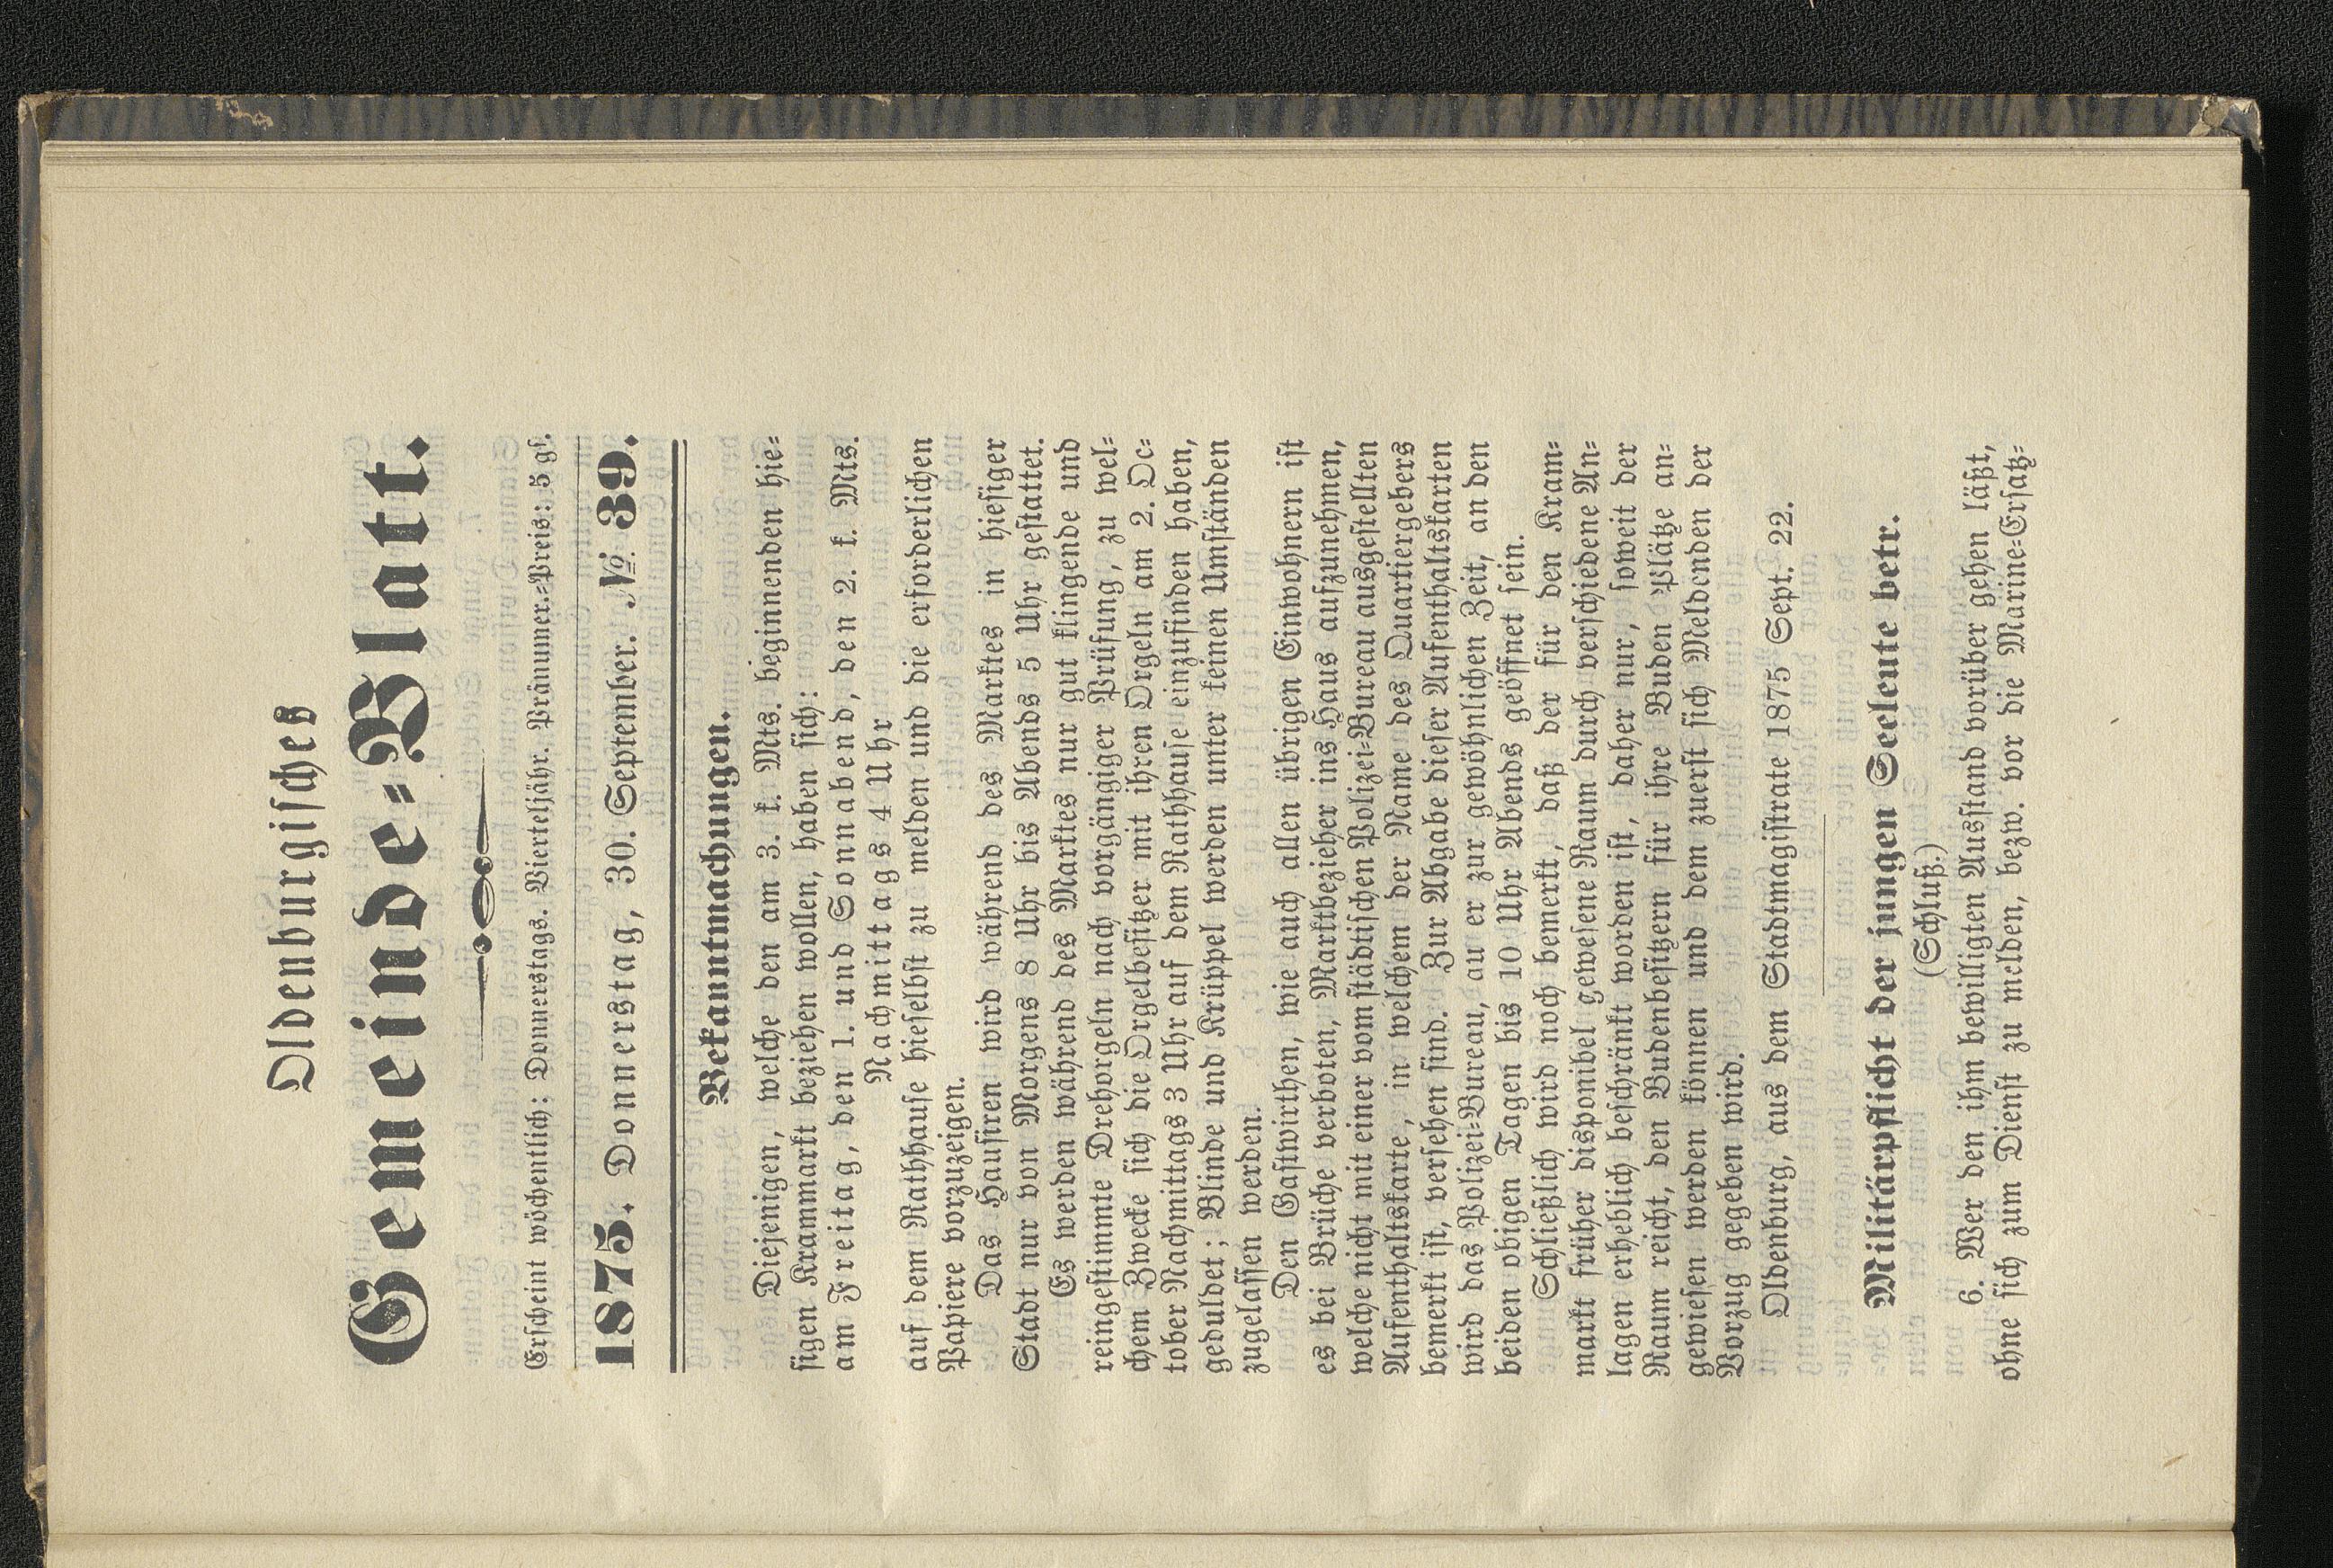 Oldenburgisches
Gemeinde-Blatt.
Erscheint wöchentlich: Donnerstags. Vierteljähr. Pränumer.-Preis: 5 gl.
1875. Donnerstag, 30. September. № 39.
Bekanntmachungen.
Diejenigen, welche den am 3. k. Mts. beginnenden hie-
sigen Krammarkt beziehen wollen, haben sich:
am Freitag, den 1. und Sonnabend, den 2. k. Mts.
Nachmittags 4 Uhr
auf dem Rathhause hieselbst zu melden und die erforderlichen
Papiere vorzuzeigen.
Das Hausiren wird während des Marktes in hiesiger
Stadt nur von Morgens 8 Uhr bis Abends 5 Uhr gestattet.
Es werden während des Marktes nur gut klingende und
reingestimmte Drehorgeln nach vorgängiger Prüfung, zu wel-
chem Zwecke sich die Orgelbesitzer mit ihren Orgeln am 2. Oc-
tober Nachmittags 3 Uhr auf dem Rathhause einzufinden haben,
geduldet; Blinde und Krüppel werden unter keinen Umständen
zugelassen werden.
Den Gastwirthen, wie auch allen übrigen Einwohnern ist
es bei Brüche verboten, Marktbezieher ins Haus aufzunehmen,
welche nicht mit einer vom städtischen Polizei-Bureau ausgestellten
Aufenthaltskarte, in welchem der Name des Quartiergebers
bemerkt ist, versehen sind. Zur Abgabe dieser Aufenthaltskarten
wird das Polizei-Bureau, au er zur gewöhnlichen Zeit, an den
beiden obigen Tagen bis 10 Uhr Abends geöffnet sein.
Schließlich wird noch bemerkt, daß der für den Kram-
markt früher disponibel gewesene Raum durch verschiedene An-
lagen erheblich beschränkt worden ist, daher nur, soweit der
Raum reicht, den Budenbesitzern für ihre Buden Plätze an-
gewiesen werden können und dem zuerst sich Meldenden der
Vorzug gegeben wird.
Oldenburg, aus dem Stadtmagistrate 1875 Sept. 22.
Militärpflicht der jungen Seeleute betr.
(Schluß.)
6. Wer den ihm bewilligten Ausstand vorüber gehen läßt,
ohne sich zum Dienst zu melden, bezw. vor die Marine-Ersatz-